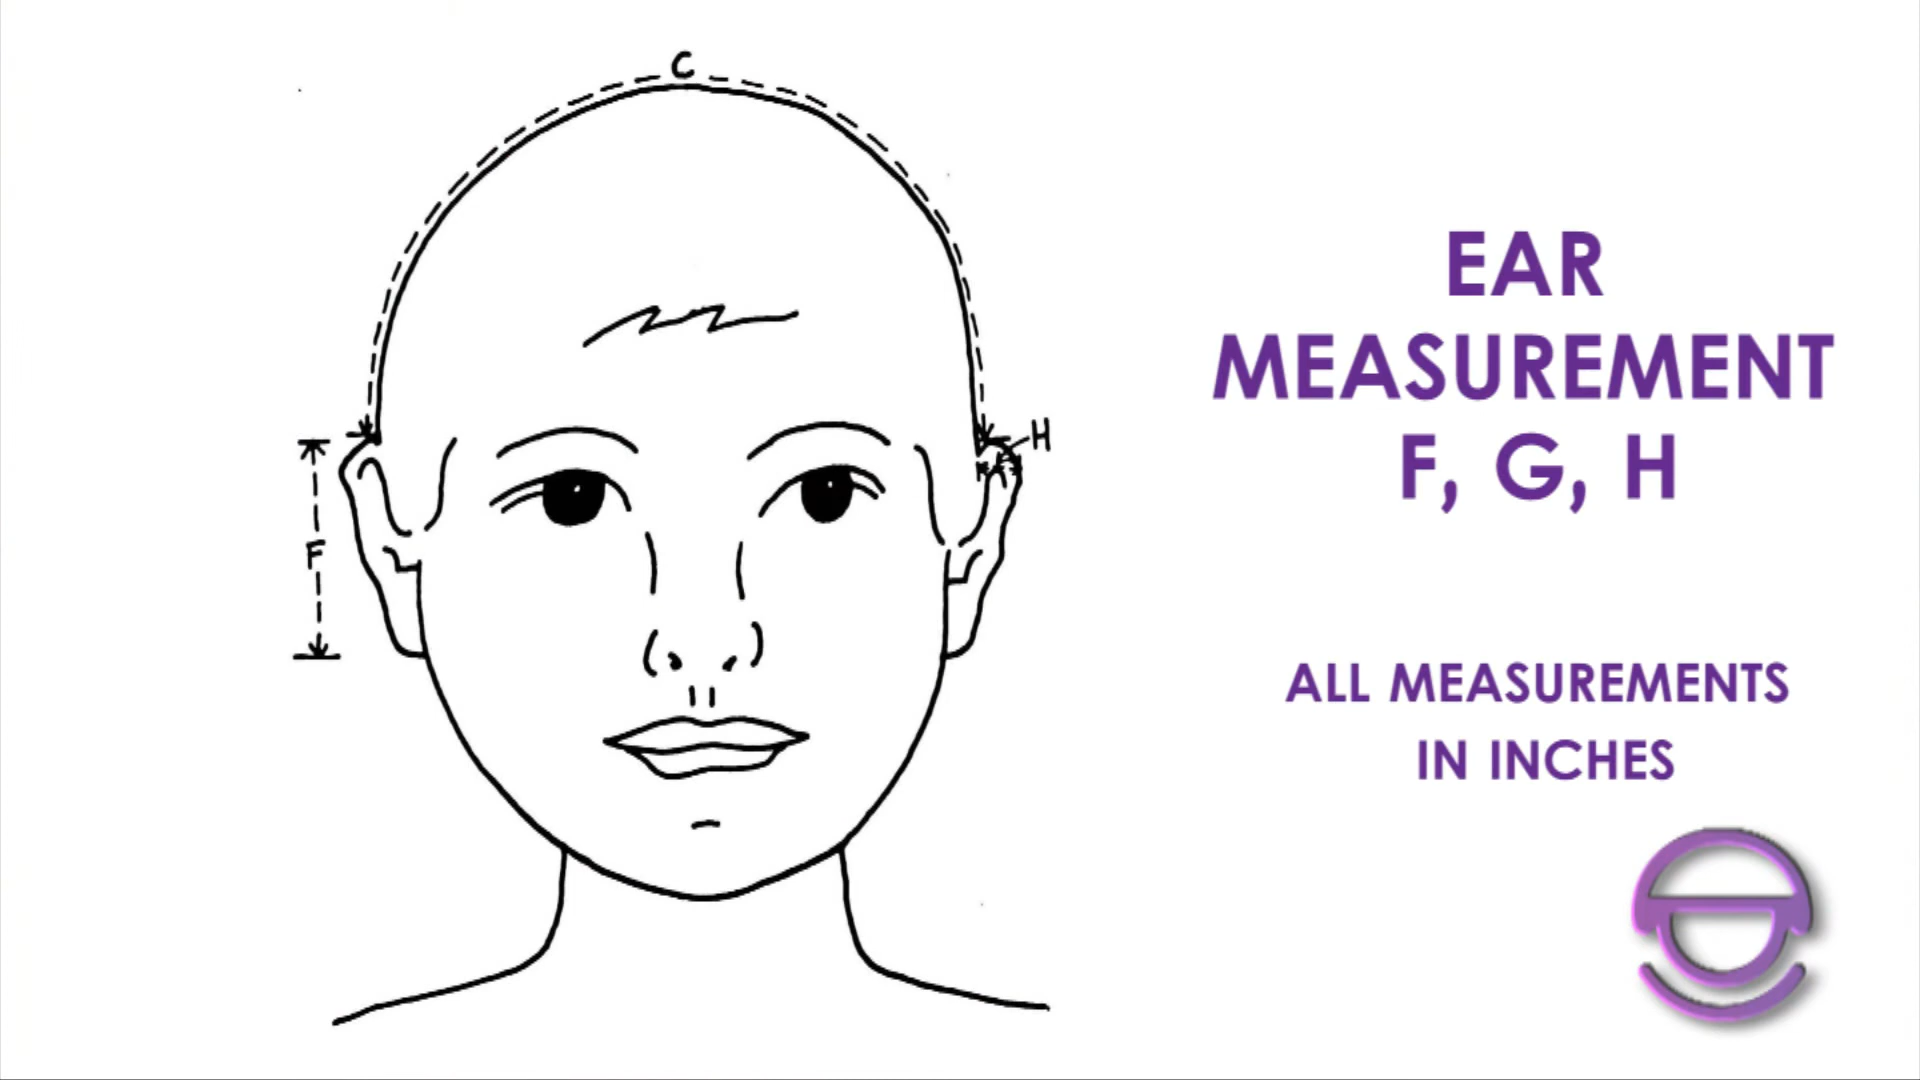 C
H
F
EAR
MEASUREMENT
F, G, H
ALL MEASUREMENTS
IN INCHES